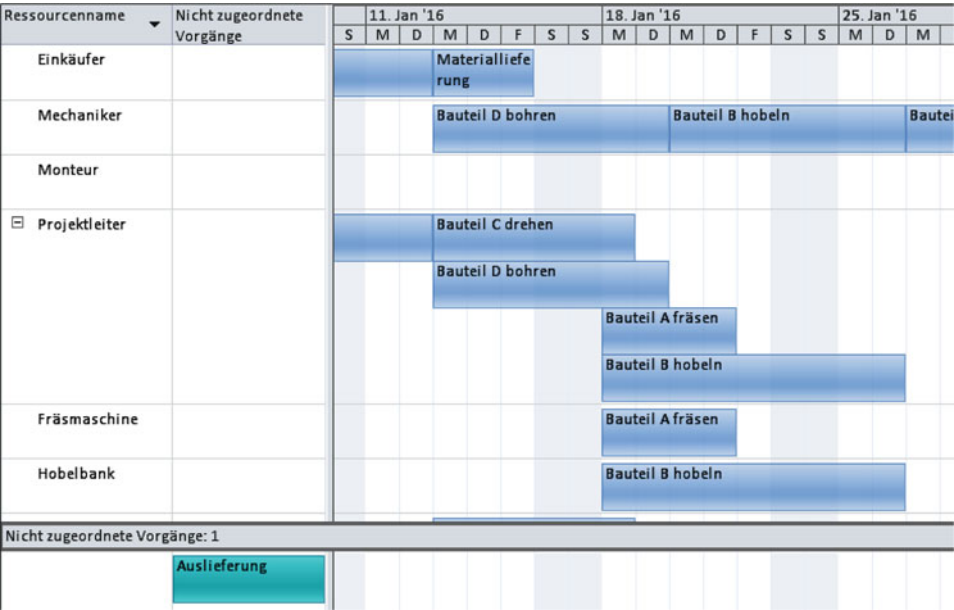 Ressourcenname
Nicht zugeordnete
Vorgänge
11. Jan '16
18. Jan '16
25. Jan '16
S M D M D F S S M D M D F S S M D M
Einkäufer
Materialliefe
rung
Mechaniker
Bauteil D bohren
Bauteil B hobeln
Bautei
Monteur
Projektleiter
Bauteil C drehen
Bauteil D bohren
Bauteil A fräsen
Bauteil B hobeln
Fräsmaschine
Bauteil A fräsen
Hobelbank
Bauteil B hobeln
Nicht zugeordnete Vorgänge: 1
Auslieferung